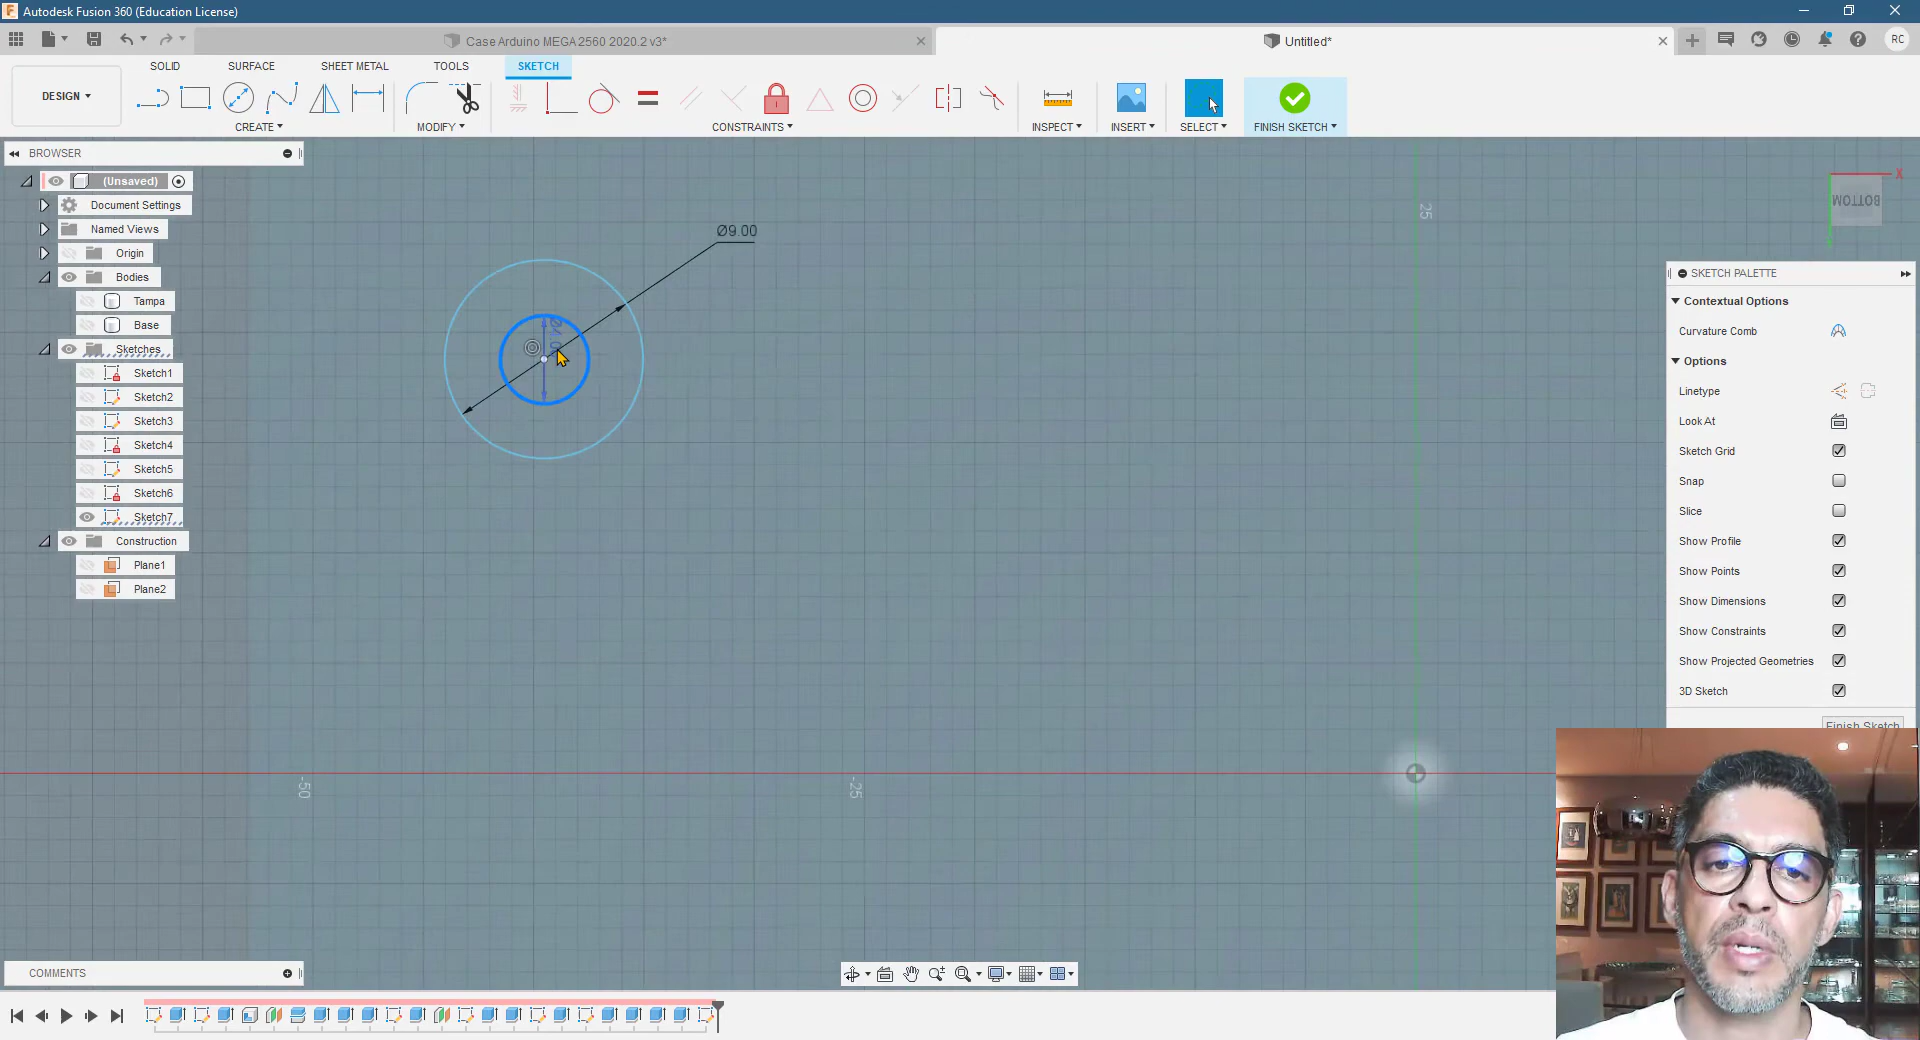 Autodesk Fusion 360 (Education License)
Case Arduino MEGA 2560 2020.2 v3*
Untitled*
RC
DESIGN
SOLID
SURFACE
SHEET METAL
TOOLS
SKETCH
CREATE
MODIFY
CONSTRAINTS
INSPECT
INSERT
SELECT
FINISH SKETCH
BROWSER
(Unsaved)
Document Settings
Named Views
Origin
Bodies
Tampa
Base
Sketches
Sketch1
Sketch2
Sketch3
Sketch4
Sketch5
Sketch6
Sketch7
Construction
Plane1
Plane2
Ø9.00
25
-50
-25
X
BOTTOM
SKETCH PALETTE
Contextual Options
Curvature Comb
Options
Linetype
Look At
Sketch Grid
Snap
Slice
Show Profile
Show Points
Show Dimensions
Show Constraints
Show Projected Geometries
3D Sketch
Finish Sketch
COMMENTS